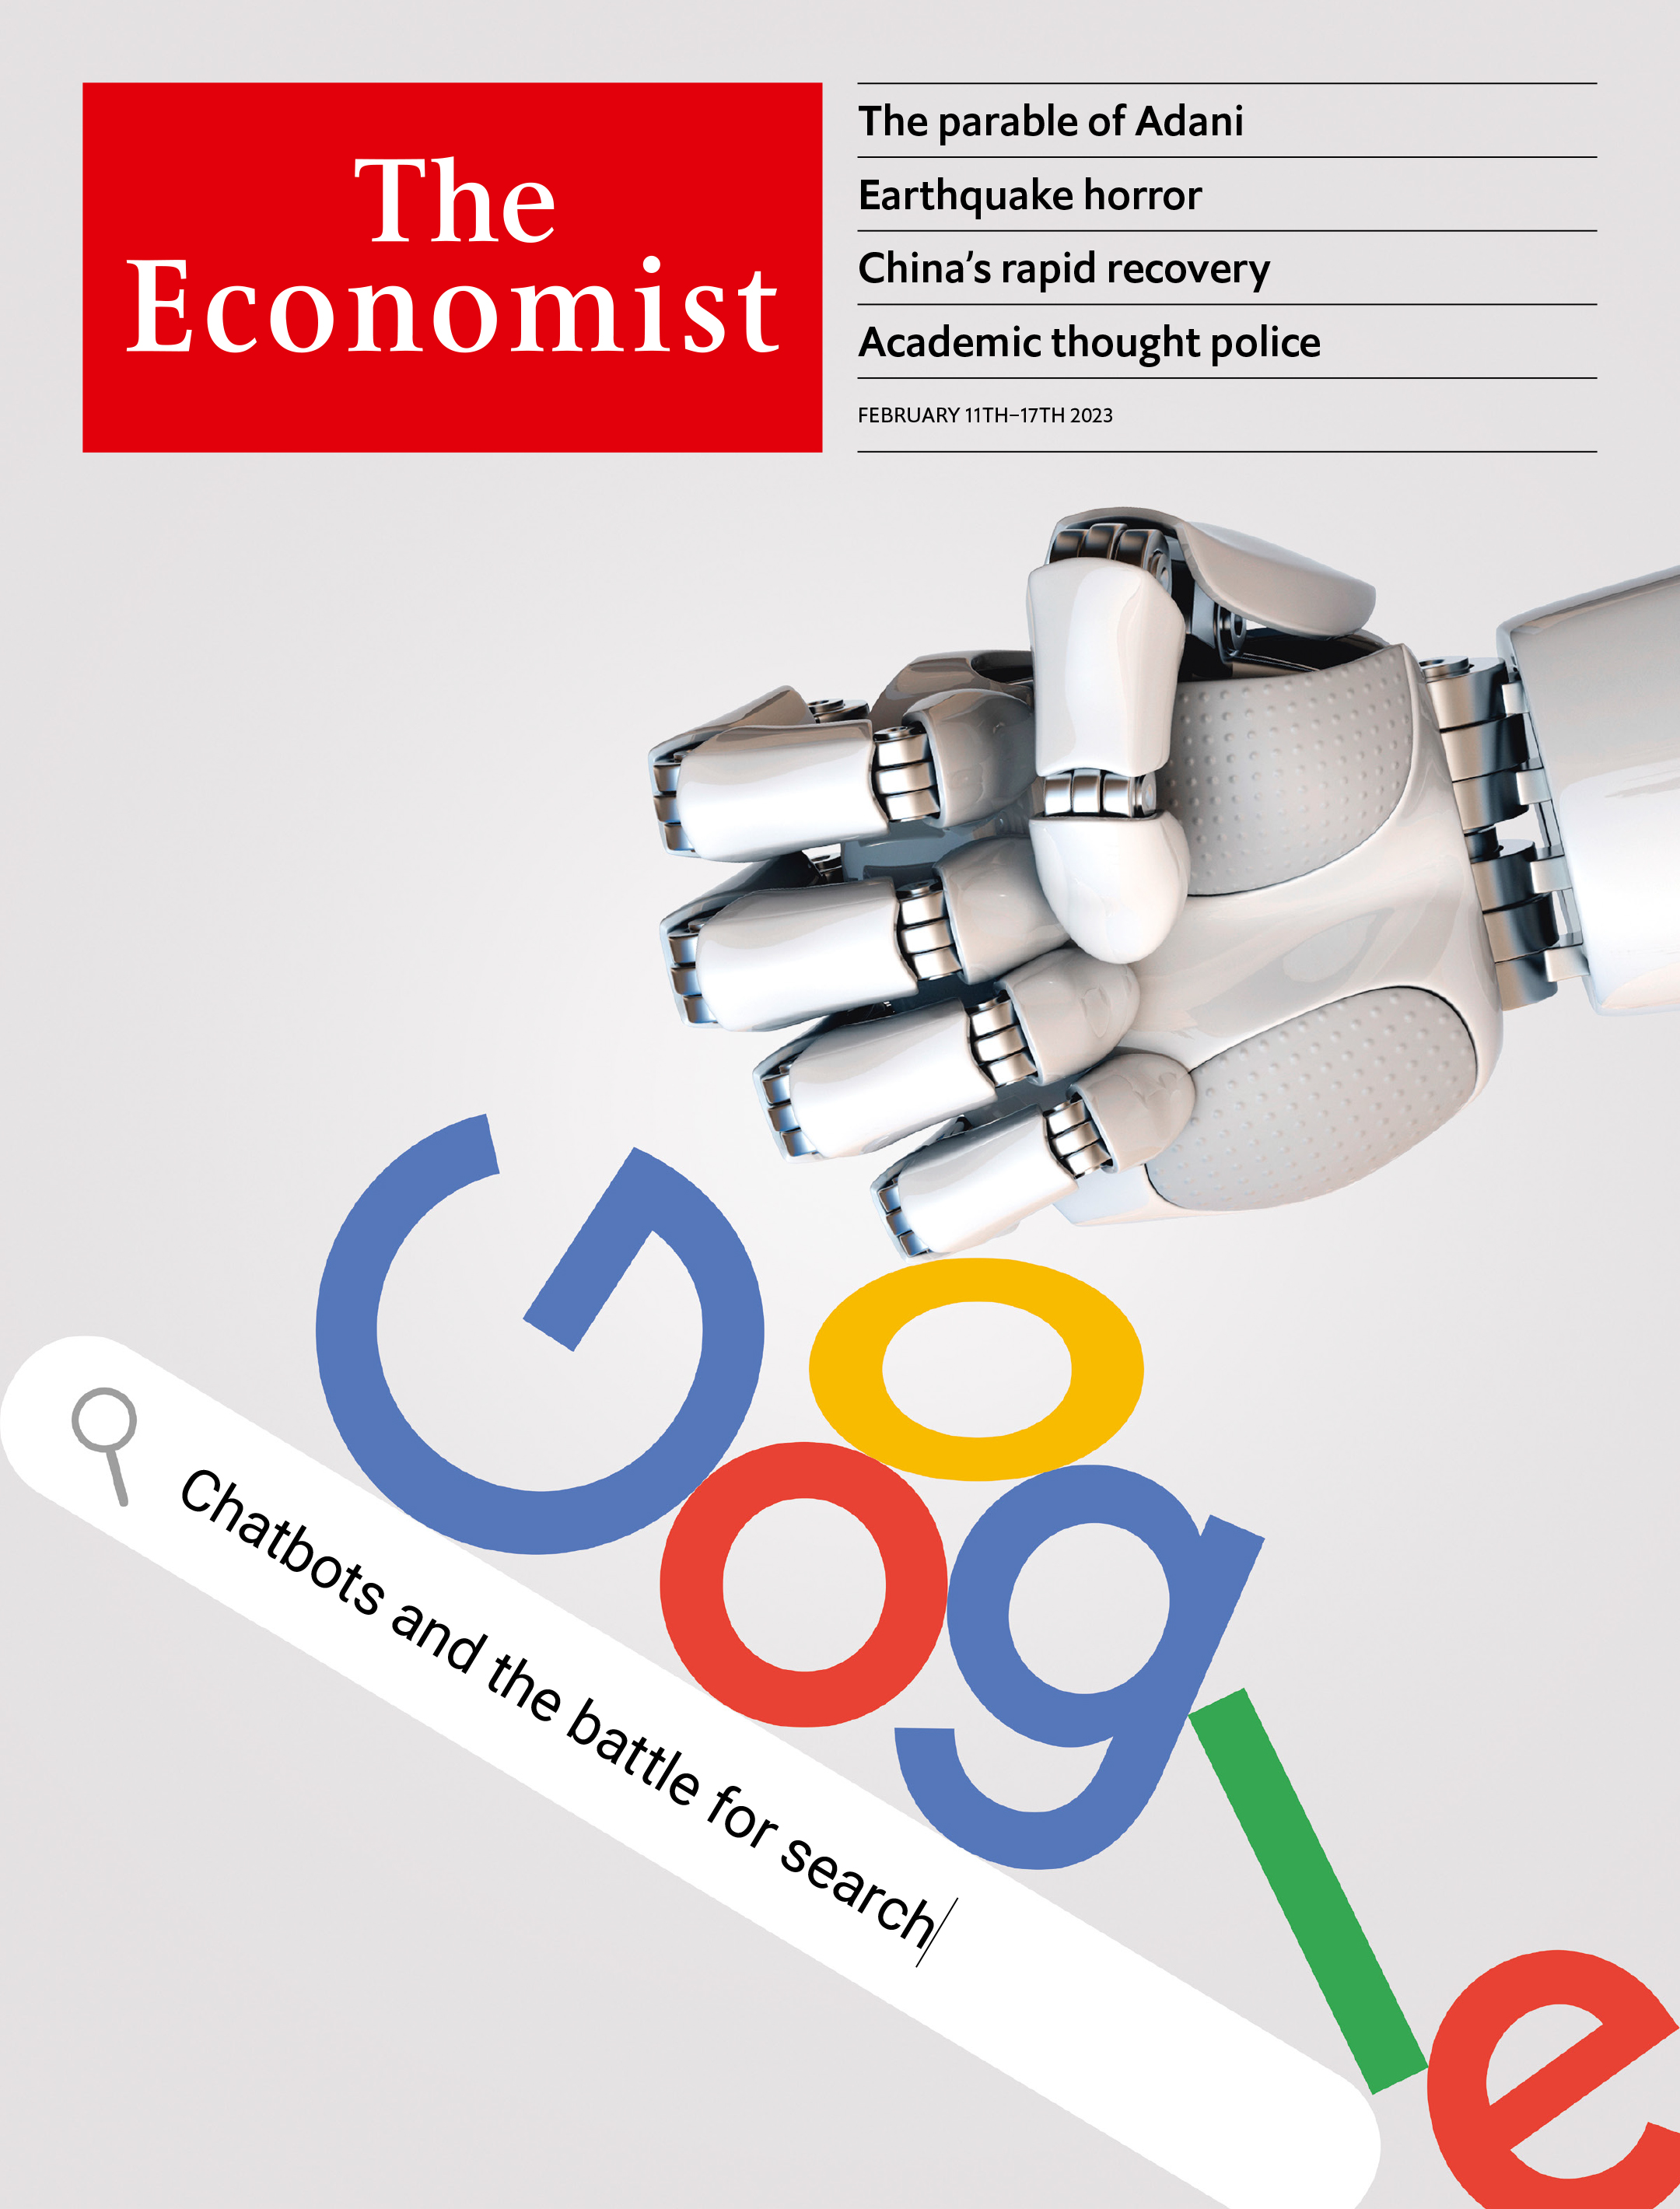 The
Economist
The parable of Adani
Earthquake horror
China’s rapid recovery
Academic thought police
FEBRUARY 11TH–17TH 2023
Google
Chatbots and the battle for search